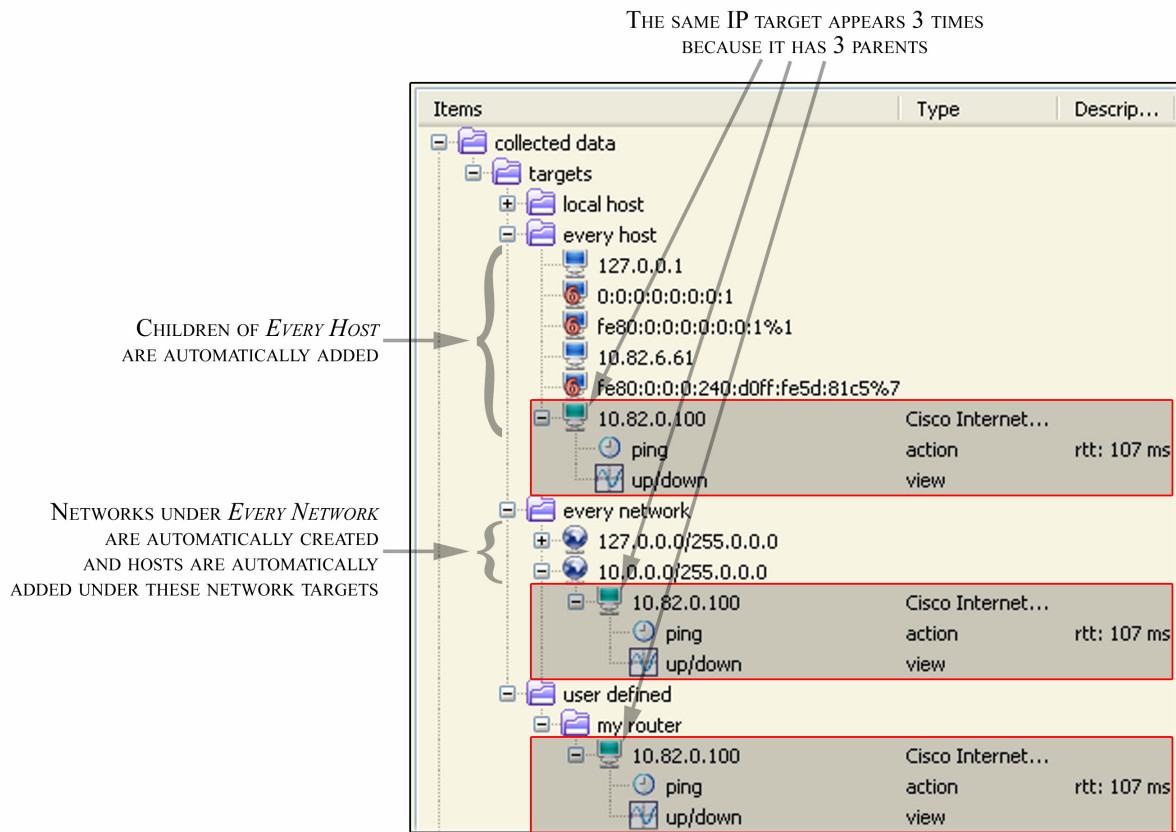 The same IP target appears 3 times
because it has 3 parents
Items Type Descrip...
collected data
targets
local host
every host
127.0.0.1
0:0:0:0:0:0:0:1
fe80:0:0:0:0:0:0:1%1
Children of Every Host
are automatically added
10.82.6.61
fe80:0:0:0:240:d0ff:fe5d:81c5%7
10.82.0.100 Cisco Internet...
ping action rtt: 107 ms
up/down view
Networks under Every Network
are automatically created
and hosts are automatically
added under these network targets
every network
127.0.0.0/255.0.0.0
10.0.0.0/255.0.0.0
10.82.0.100 Cisco Internet...
ping action rtt: 107 ms
up/down view
user defined
my router
10.82.0.100 Cisco Internet...
ping action rtt: 107 ms
up/down view